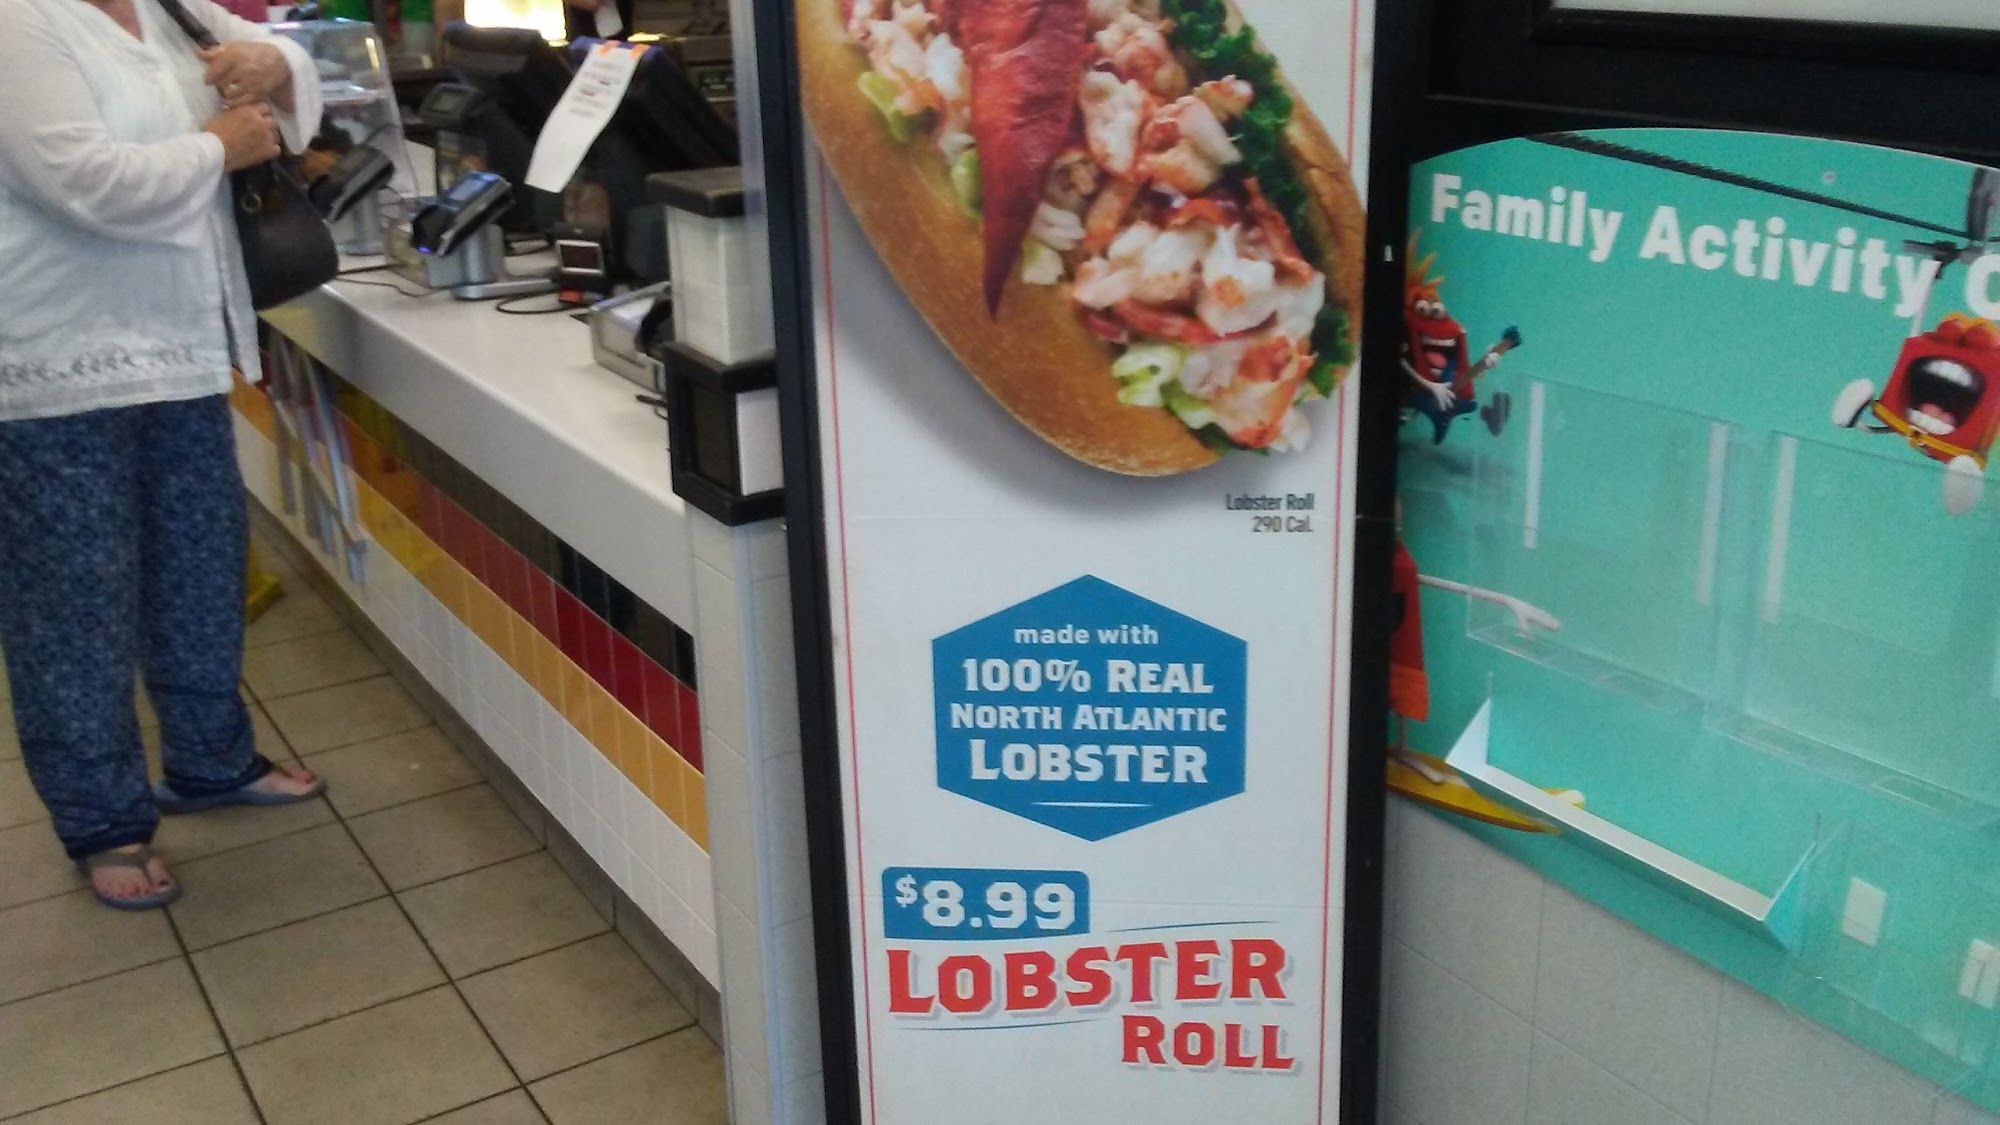 Lobster Roll
290 Cal.
made with
100% REAL
NORTH ATLANTIC
LOBSTER
$8.99
LOBSTER
ROLL
Family Activity